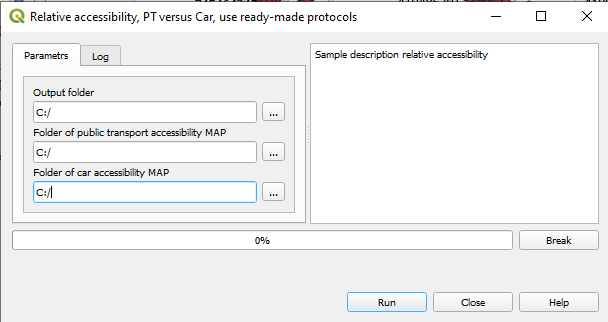 Relative accessibility, PT versus Car, use ready-made protocols
Parametrs
Log
Output folder
C:/
...
Folder of public transport accessibility MAP
C:/
...
Folder of car accessibility MAP
C:/
...
Sample description relative accessibility
0%
Break
Run
Close
Help